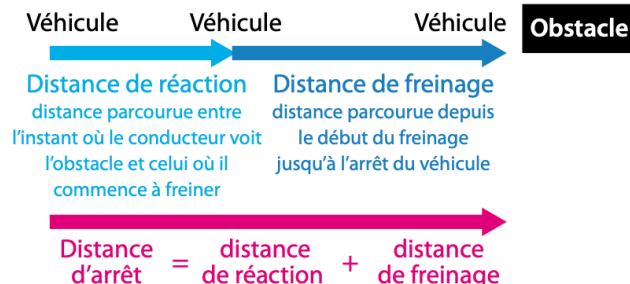 Véhicule Véhicule Véhicule Obstacle
Distance de réaction
distance parcourue entre
l'instant où le conducteur voit
l'obstacle et celui où il
commence à freiner
Distance de freinage
distance parcourue depuis
le début du freinage
jusqu'à l'arrêt du véhicule
Distance d'arrêt = distance de réaction + distance de freinage